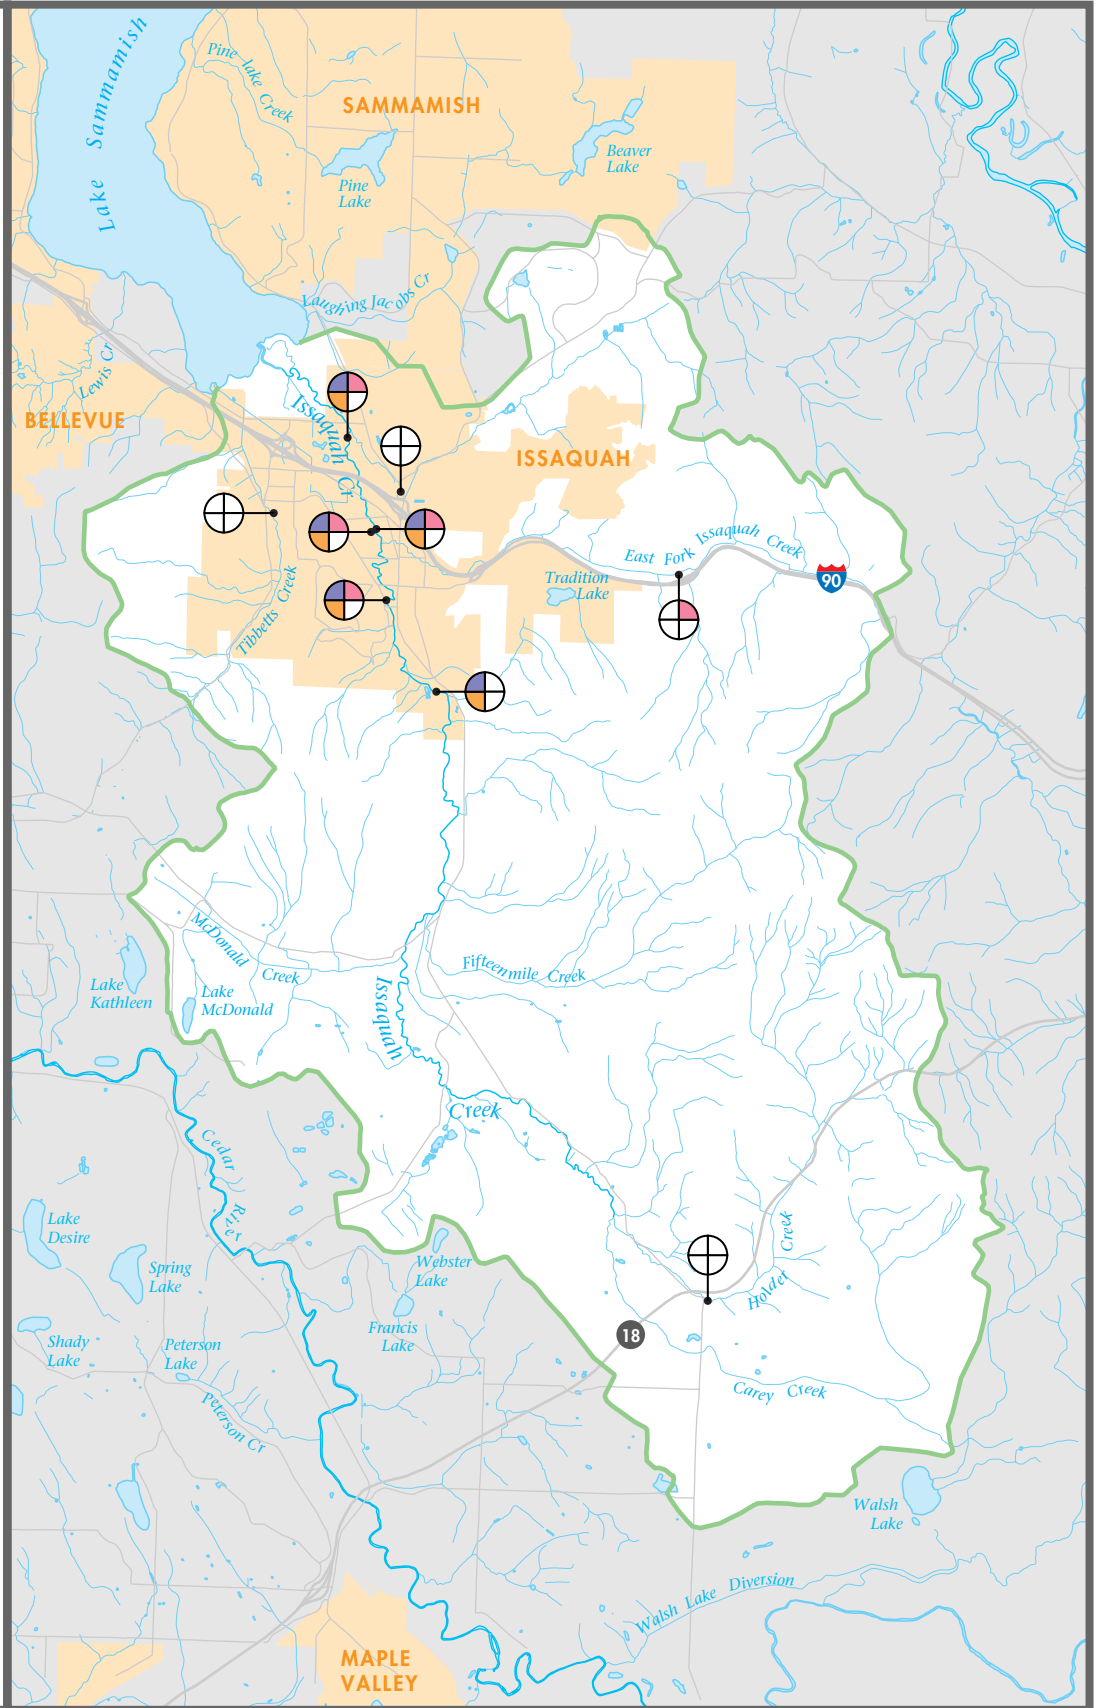 Lake Sammamish
Pine lake Creek
SAMMAMISH
Beaver
Lake
Pine
Lake
Laughing Jacobs Cr
Lewis Cr
BELLEVUE
Issaquah Cr
ISSAQUAH
East Fork Issaquah Creek
90
Tradition
Lake
Tibbetts Creek
McDonald
Creek
Fifteenmile Creek
Lake
Kathleen
Lake
McDonald
Issaquah
Creek
Cedar
River
Lake
Desire
Spring
Lake
Webster
Lake
Holder
Creek
Francis
Lake
18
Shady
Lake
Peterson
Lake
Peterson Cr
Carey Creek
Walsh
Lake
Walsh Lake Diversion
MAPLE
VALLEY